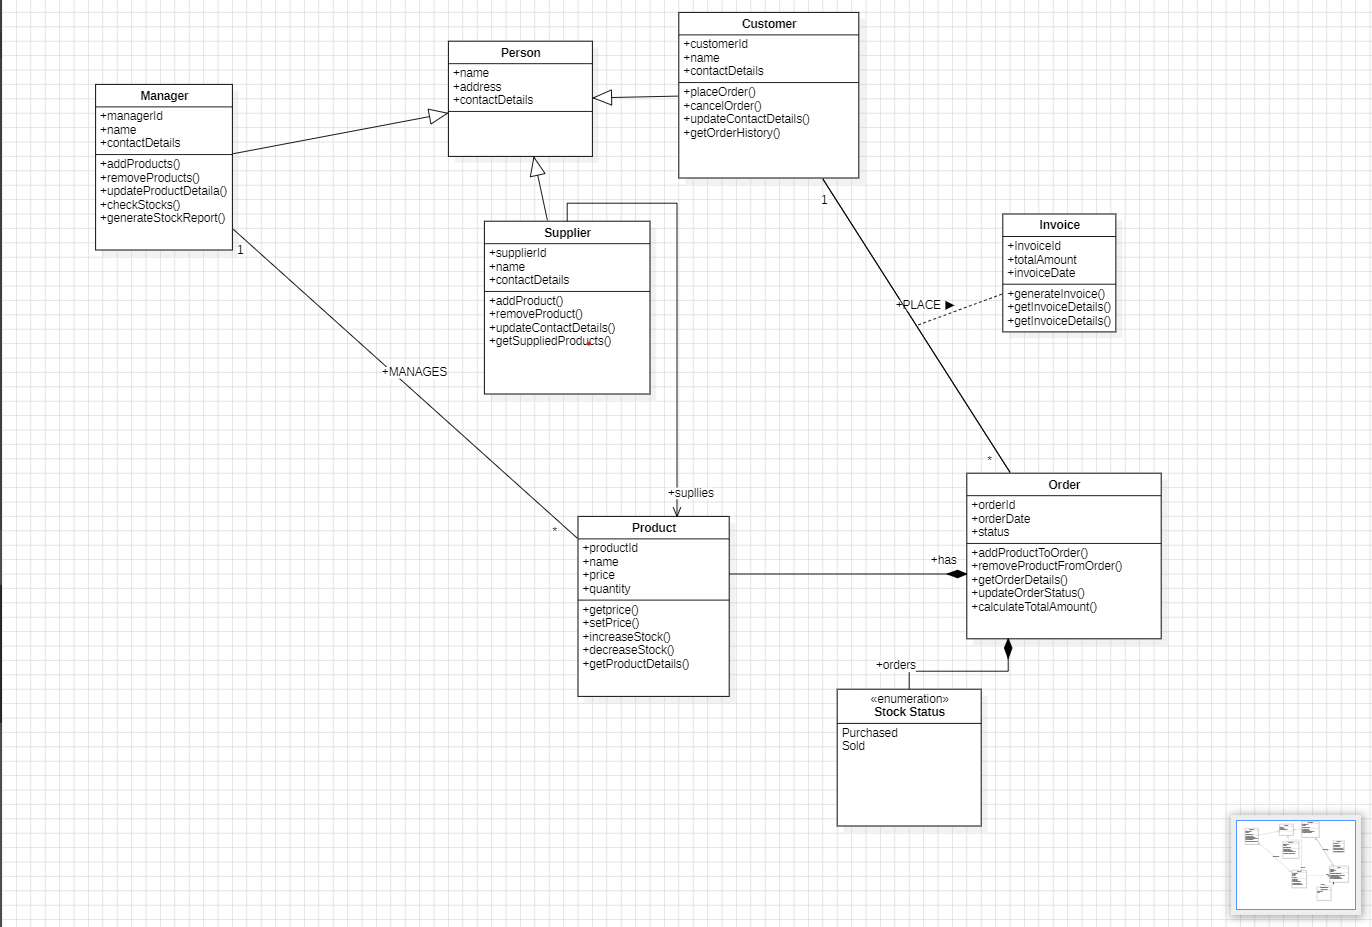 Customer
+customerId
+name
+contactDetails
+placeOrder()
+cancelOrder()
+updateContactDetails()
+getOrderHistory()
Person
+name
+address
+contactDetails
Manager
+managerId
+name
+contactDetails
+addProducts()
+removeProducts()
+updateProductDetaila()
+checkStocks()
+generateStockReport()
1
1
Supplier
+supplierId
+name
+contactDetails
+addProduct()
+removeProduct()
+updateContactDetails()
+getSuppliedProducts()
Invoice
+InvoiceId
+totalAmount
+invoiceDate
+generateInvoice()
+getInvoiceDetails()
+getInvoiceDetails()
+PLACE ▶
+MANAGES
*
+supllies
*
Product
+productId
+name
+price
+quantity
+getprice()
+setPrice()
+increaseStock()
+decreaseStock()
+getProductDetails()
+has
Order
+orderId
+orderDate
+status
+addProductToOrder()
+removeProductFromOrder()
+getOrderDetails()
+updateOrderStatus()
+calculateTotalAmount()
+orders
«enumeration»
Stock Status
Purchased
Sold